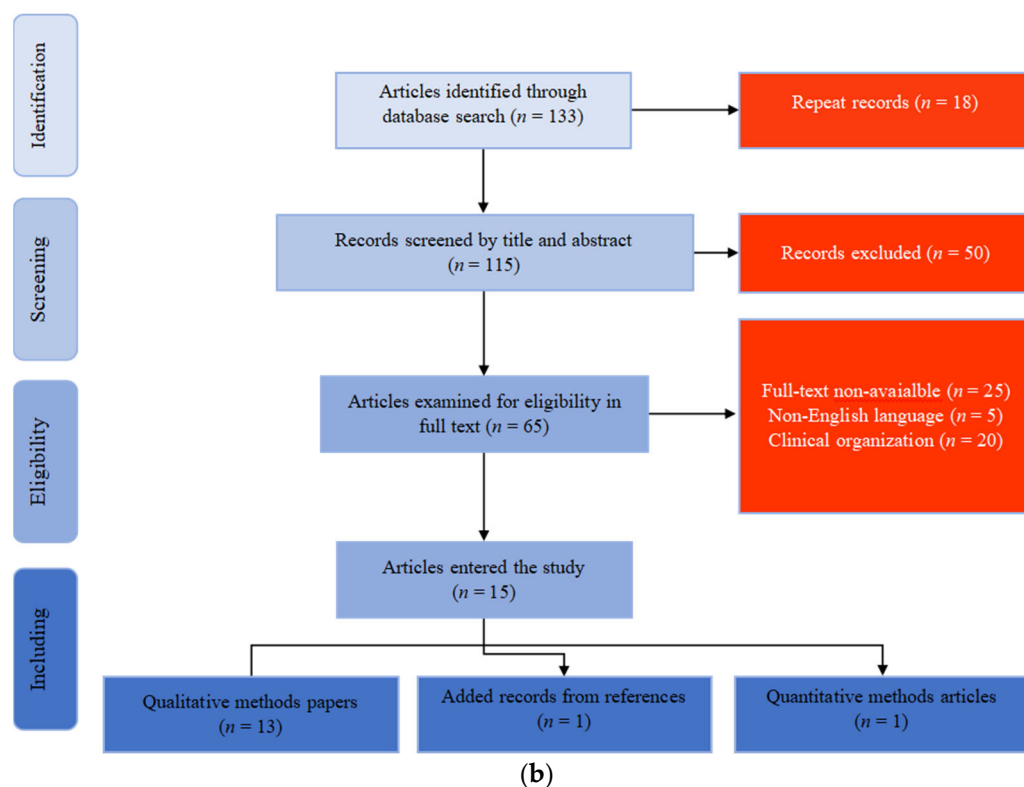 Identification
Articles identified through
database search (n = 133)
Repeat records (n = 18)
Screening
Records screened by title and abstract
(n = 115)
Records excluded (n = 50)
Eligibility
Articles examined for eligibility in
full text (n = 65)
Full-text non-avaialble (n = 25)
Non-English language (n = 5)
Clinical organization (n = 20)
Including
Articles entered the study
(n = 15)
Qualitative methods papers
(n = 13)
Added records from references
(n = 1)
Quantitative methods articles
(n = 1)
(b)